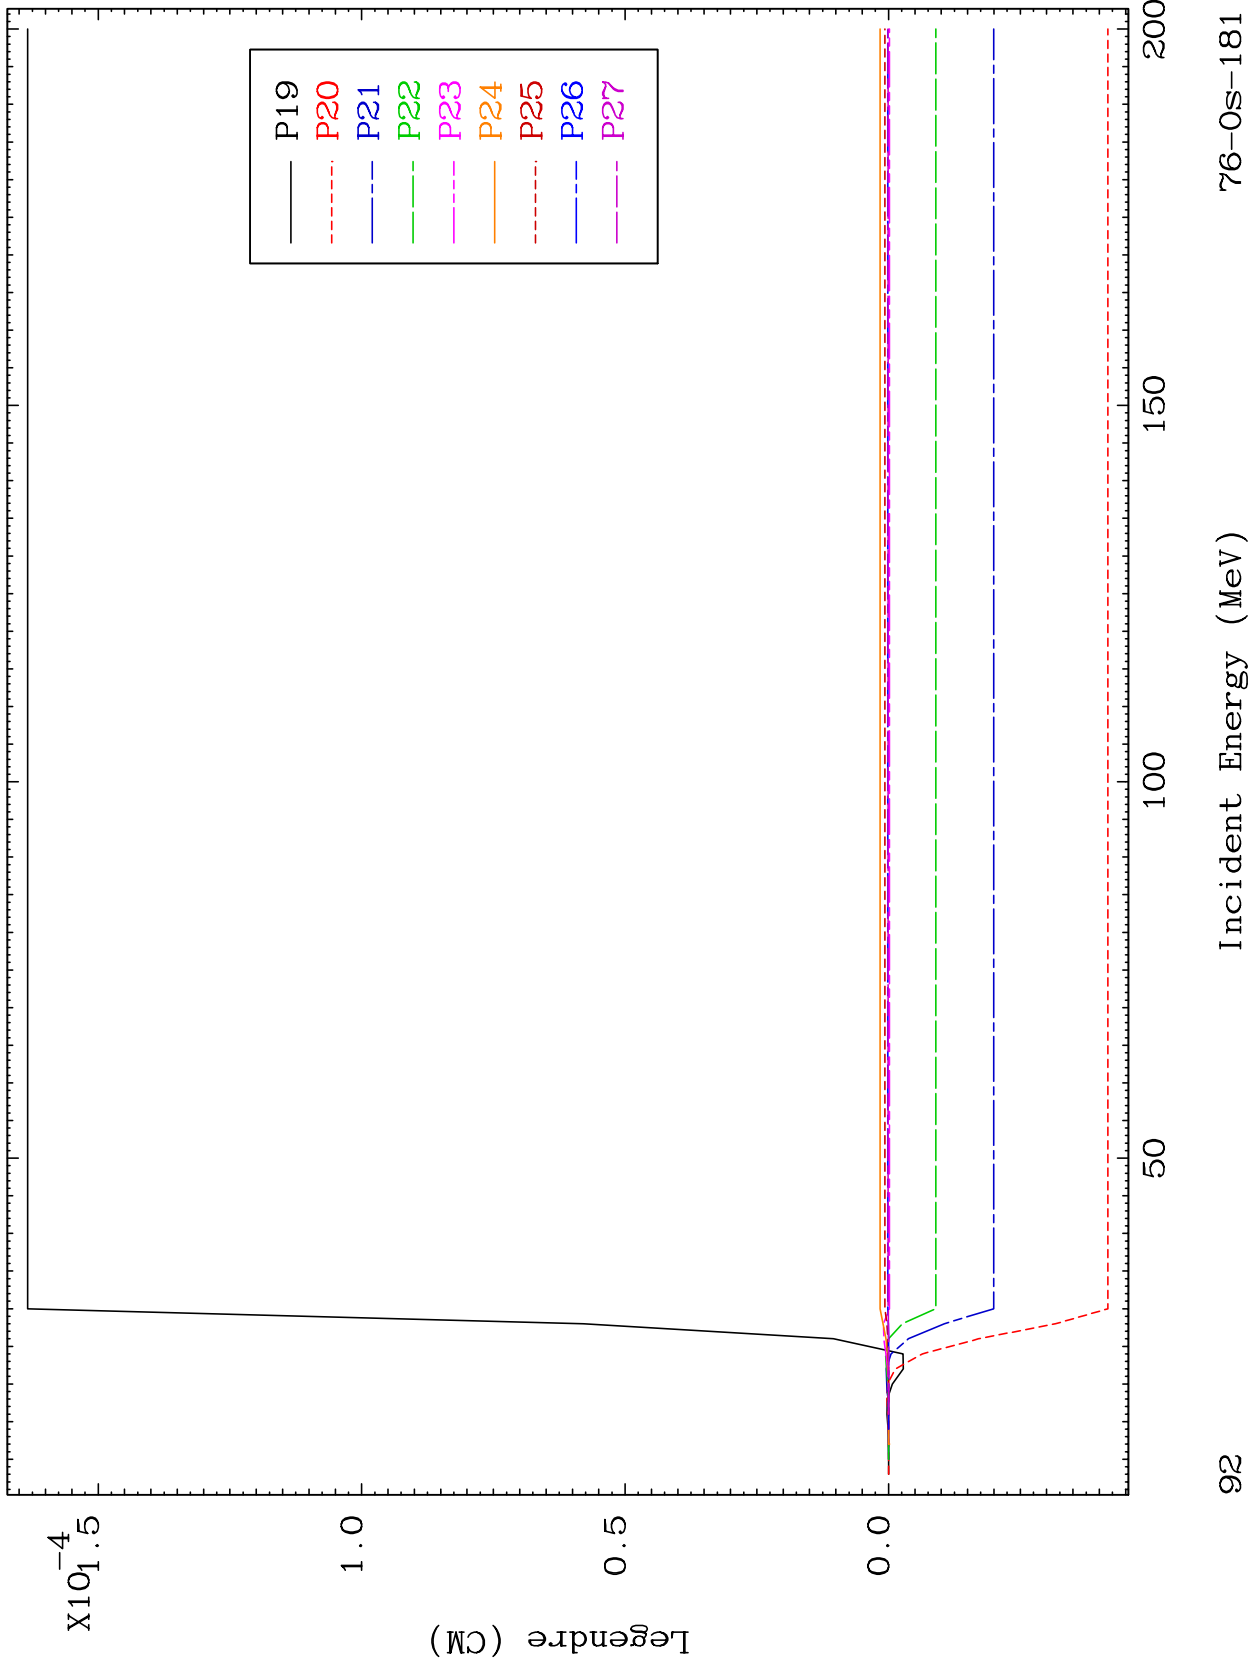 X10-4
1.5
1.0
0.5
0.0
Legendre (CM)
P19
P20
P21
P22
P23
P24
P25
P26
P27
50
100
150
200
92
Incident Energy (MeV)
76-Os-181